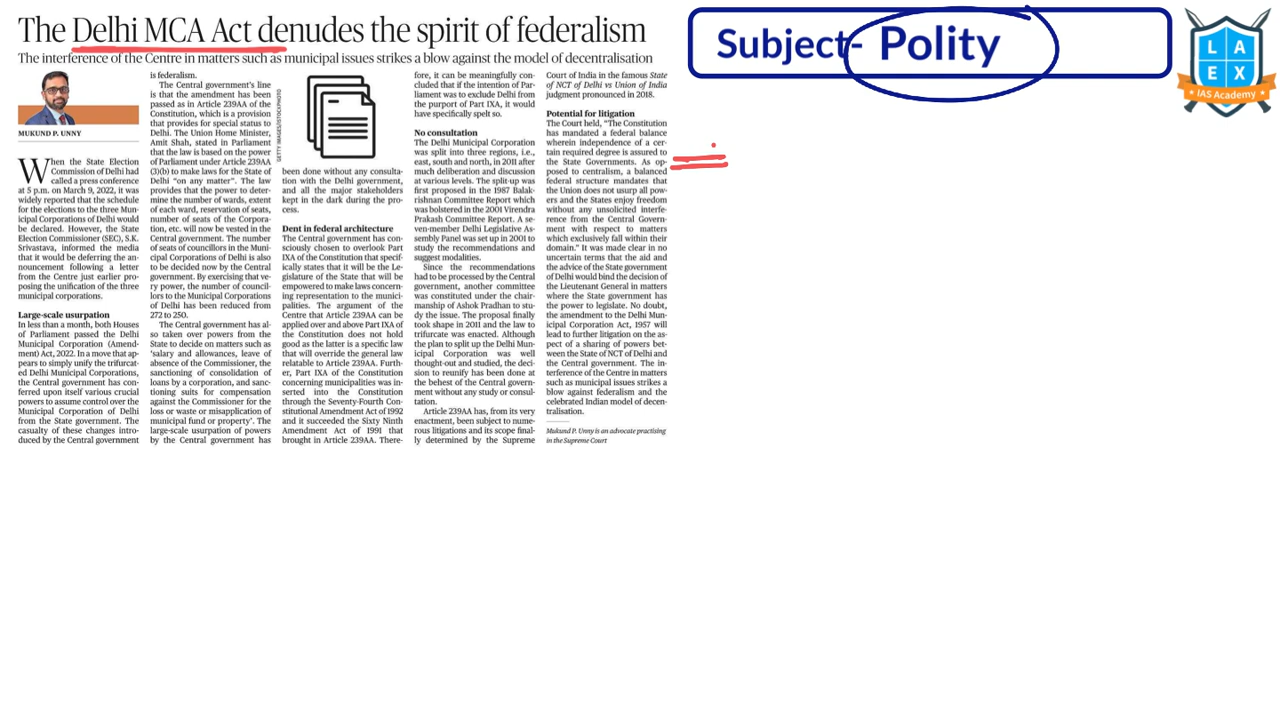 The Delhi MCA Act denudes the spirit of federalism
The interference of the Centre in matters such as municipal issues strikes a blow against the model of decentralisation
MUKUND P. UNNY
When the State Election
Commission of Delhi had
called a press conference
at 5 p.m. on March 9, 2022, it was
widely reported that the schedule
for the elections to the three Mun-
icipal Corporations of Delhi would
be declared. However, the State
Election Commissioner (SEC), S.K.
Srivastava, informed the media
that it would be deferring the an-
nouncement following a letter
from the Centre just earlier pro-
posing the unification of the three
municipal corporations.
Large-scale usurpation
In less than a month, both Houses
of Parliament passed the Delhi
Municipal Corporation (Amend-
ment) Act, 2022. In a move that ap-
pears to simply unify the trifurcat-
ed Delhi Municipal Corporations,
the Central government has con-
ferred upon itself various crucial
powers to assume control over the
Municipal Corporation of Delhi
from the State government. The
casualty of these changes intro-
duced by the Central government
is federalism.
The Central government's line
is that the amendment has been
passed as in Article 239AA of the
Constitution, which is a provision
that provides for special status to
Delhi. The Union Home Minister,
Amit Shah, stated in Parliament
that the law is based on the power
of Parliament under Article 239AA
(3)(b) to make laws for the State of
Delhi "on any matter". The law
provides that the power to deter-
mine the number of wards, extent
of each ward, reservation of seats,
number of seats of the Corpora-
tion, etc. will now be vested in the
Central government. The number
of seats of councillors in the Muni-
cipal Corporations of Delhi is also
to be decided now by the Central
government. By exercising that ve-
ry power, the number of council-
lors to the Municipal Corporations
of Delhi has been reduced from
272 to 250.
The Central government has al-
so taken over powers from the
State to decide on matters such as
'salary and allowances, leave of
absence of the Commissioner, the
sanctioning of consolidation of
loans by a corporation, and sanc-
tioning suits for compensation
against the Commissioner for the
loss or waste or misapplication of
municipal fund or property'. The
large-scale usurpation of powers
by the Central government has
GETTY IMAGES/ISTOCKPHOTO
been done without any consulta-
tion with the Delhi government,
and all the major stakeholders
kept in the dark during the pro-
cess.
Dent in federal architecture
The Central government has con-
sciously chosen to overlook Part
IXA of the Constitution that specif-
ically states that it will be the Le-
gislature of the State that will be
empowered to make laws concern-
ing representation to the munici-
palities. The argument of the
Centre that Article 239AA can be
applied over and above Part IXA of
the Constitution does not hold
good as the latter is a specific law
that will override the general law
relatable to Article 239AA. Furth-
er, Part IXA of the Constitution
concerning municipalities was in-
serted into the Constitution
through the Seventy-Fourth Con-
stitutional Amendment Act of 1992
and it succeeded the Sixty Ninth
Amendment Act of 1991 that
brought in Article 239AA. There-
fore, it can be meaningfully con-
cluded that if the intention of Par-
liament was to exclude Delhi from
the purport of Part IXA, it would
have specifically spelt so.
No consultation
The Delhi Municipal Corporation
was split into three regions, i.e.,
east, south and north, in 2011 after
much deliberation and discussion
at various levels. The split-up was
first proposed in the 1987 Balak-
rishnan Committee Report which
was bolstered in the 2001 Virendra
Prakash Committee Report. A se-
ven-member Delhi Legislative As-
sembly Panel was set up in 2001 to
study the recommendations and
suggest modalities.
Since the recommendations
had to be processed by the Central
government, another committee
was constituted under the chair-
manship of Ashok Pradhan to stu-
dy the issue. The proposal finally
took shape in 2011 and the law to
trifurcate was enacted. Although
the plan to split up the Delhi Mun-
icipal Corporation was well
thought-out and studied, the deci-
sion to reunify has been done at
the behest of the Central govern-
ment without any study or consul-
tation.
Article 239AA has, from its very
enactment, been subject to nume-
rous litigations and its scope final-
ly determined by the Supreme
Court of India in the famous State
of NCT of Delhi vs Union of India
judgment pronounced in 2018.
Potential for litigation
The Court held, "The Constitution
has mandated a federal balance
wherein independence of a cer-
tain required degree is assured to
the State Governments. As op-
posed to centralism, a balanced
federal structure mandates that
the Union does not usurp all pow-
ers and the States enjoy freedom
without any unsolicited interfe-
rence from the Central Govern-
ment with respect to matters
which exclusively fall within their
domain." It was made clear in no
uncertain terms that the aid and
the advice of the State government
of Delhi would bind the decision of
the Lieutenant General in matters
where the State government has
the power to legislate. No doubt,
the amendment to the Delhi Mun-
icipal Corporation Act, 1957 will
lead to further litigation on the as-
pect of a sharing of powers bet-
ween the State of NCT of Delhi and
the Central government. The in-
terference of the Centre in matters
such as municipal issues strikes a
blow against federalism and the
celebrated Indian model of decen-
tralisation.
Mukund P. Unny is an advocate practising
in the Supreme Court
Subject- Polity
L A
E X
IAS Academy